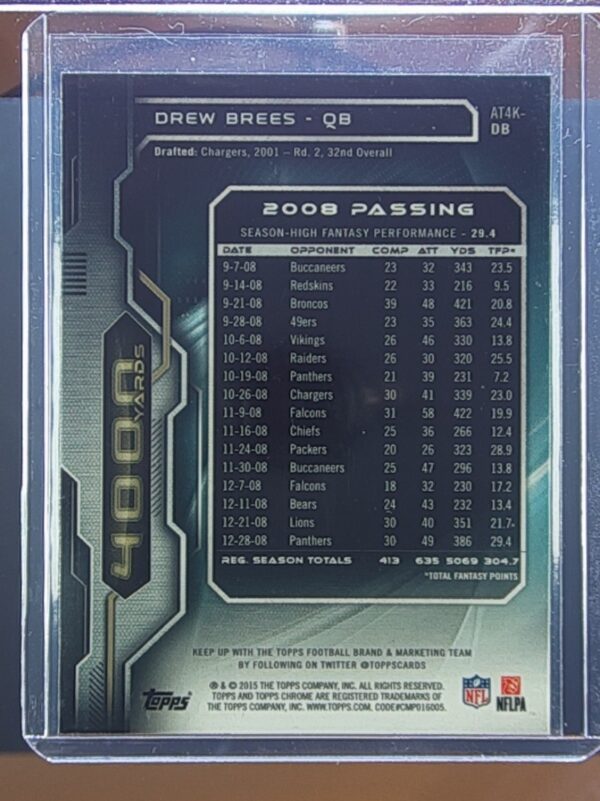 DREW BREES - QB
AT4K-
DB
Drafted: Chargers, 2001 – Rd. 2, 32nd Overall
2008 PASSING
SEASON-HIGH FANTASY PERFORMANCE - 29.4
DATE OPPONENT COMP ATT YDS TFP*
9-7-08 Buccaneers 23 32 343 23.5
9-14-08 Redskins 22 33 216 9.5
9-21-08 Broncos 39 48 421 20.8
9-28-08 49ers 23 35 363 24.4
10-6-08 Vikings 26 46 330 13.8
10-12-08 Raiders 26 30 320 25.5
10-19-08 Panthers 21 39 231 7.2
10-26-08 Chargers 30 41 339 23.0
11-9-08 Falcons 31 58 422 19.9
11-16-08 Chiefs 25 36 266 12.4
11-24-08 Packers 20 26 323 28.9
11-30-08 Buccaneers 25 47 296 13.8
12-7-08 Falcons 18 32 230 17.2
12-11-08 Bears 24 43 232 13.4
12-21-08 Lions 30 40 351 21.7
12-28-08 Panthers 30 49 386 29.4
REG. SEASON TOTALS 413 635 5069 304.7
*TOTAL FANTASY POINTS
4000
YARDS
KEEP UP WITH THE TOPPS FOOTBALL BRAND & MARKETING TEAM
BY FOLLOWING ON TWITTER @TOPPSCARDS
Topps
® & © 2015 THE TOPPS COMPANY, INC. ALL RIGHTS RESERVED.
TOPPS AND TOPPS CHROME ARE REGISTERED TRADEMARKS OF
THE TOPPS COMPANY, INC. WWW.TOPPS.COM. CODE#CMP016005.
NFL
NFLPA